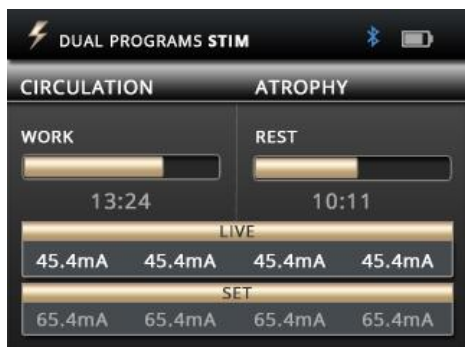 DUAL PROGRAMS STIM
CIRCULATION ATROPHY
WORK REST
13:24 10:11
LIVE
45.4mA 45.4mA 45.4mA 45.4mA
SET
65.4mA 65.4mA 65.4mA 65.4mA